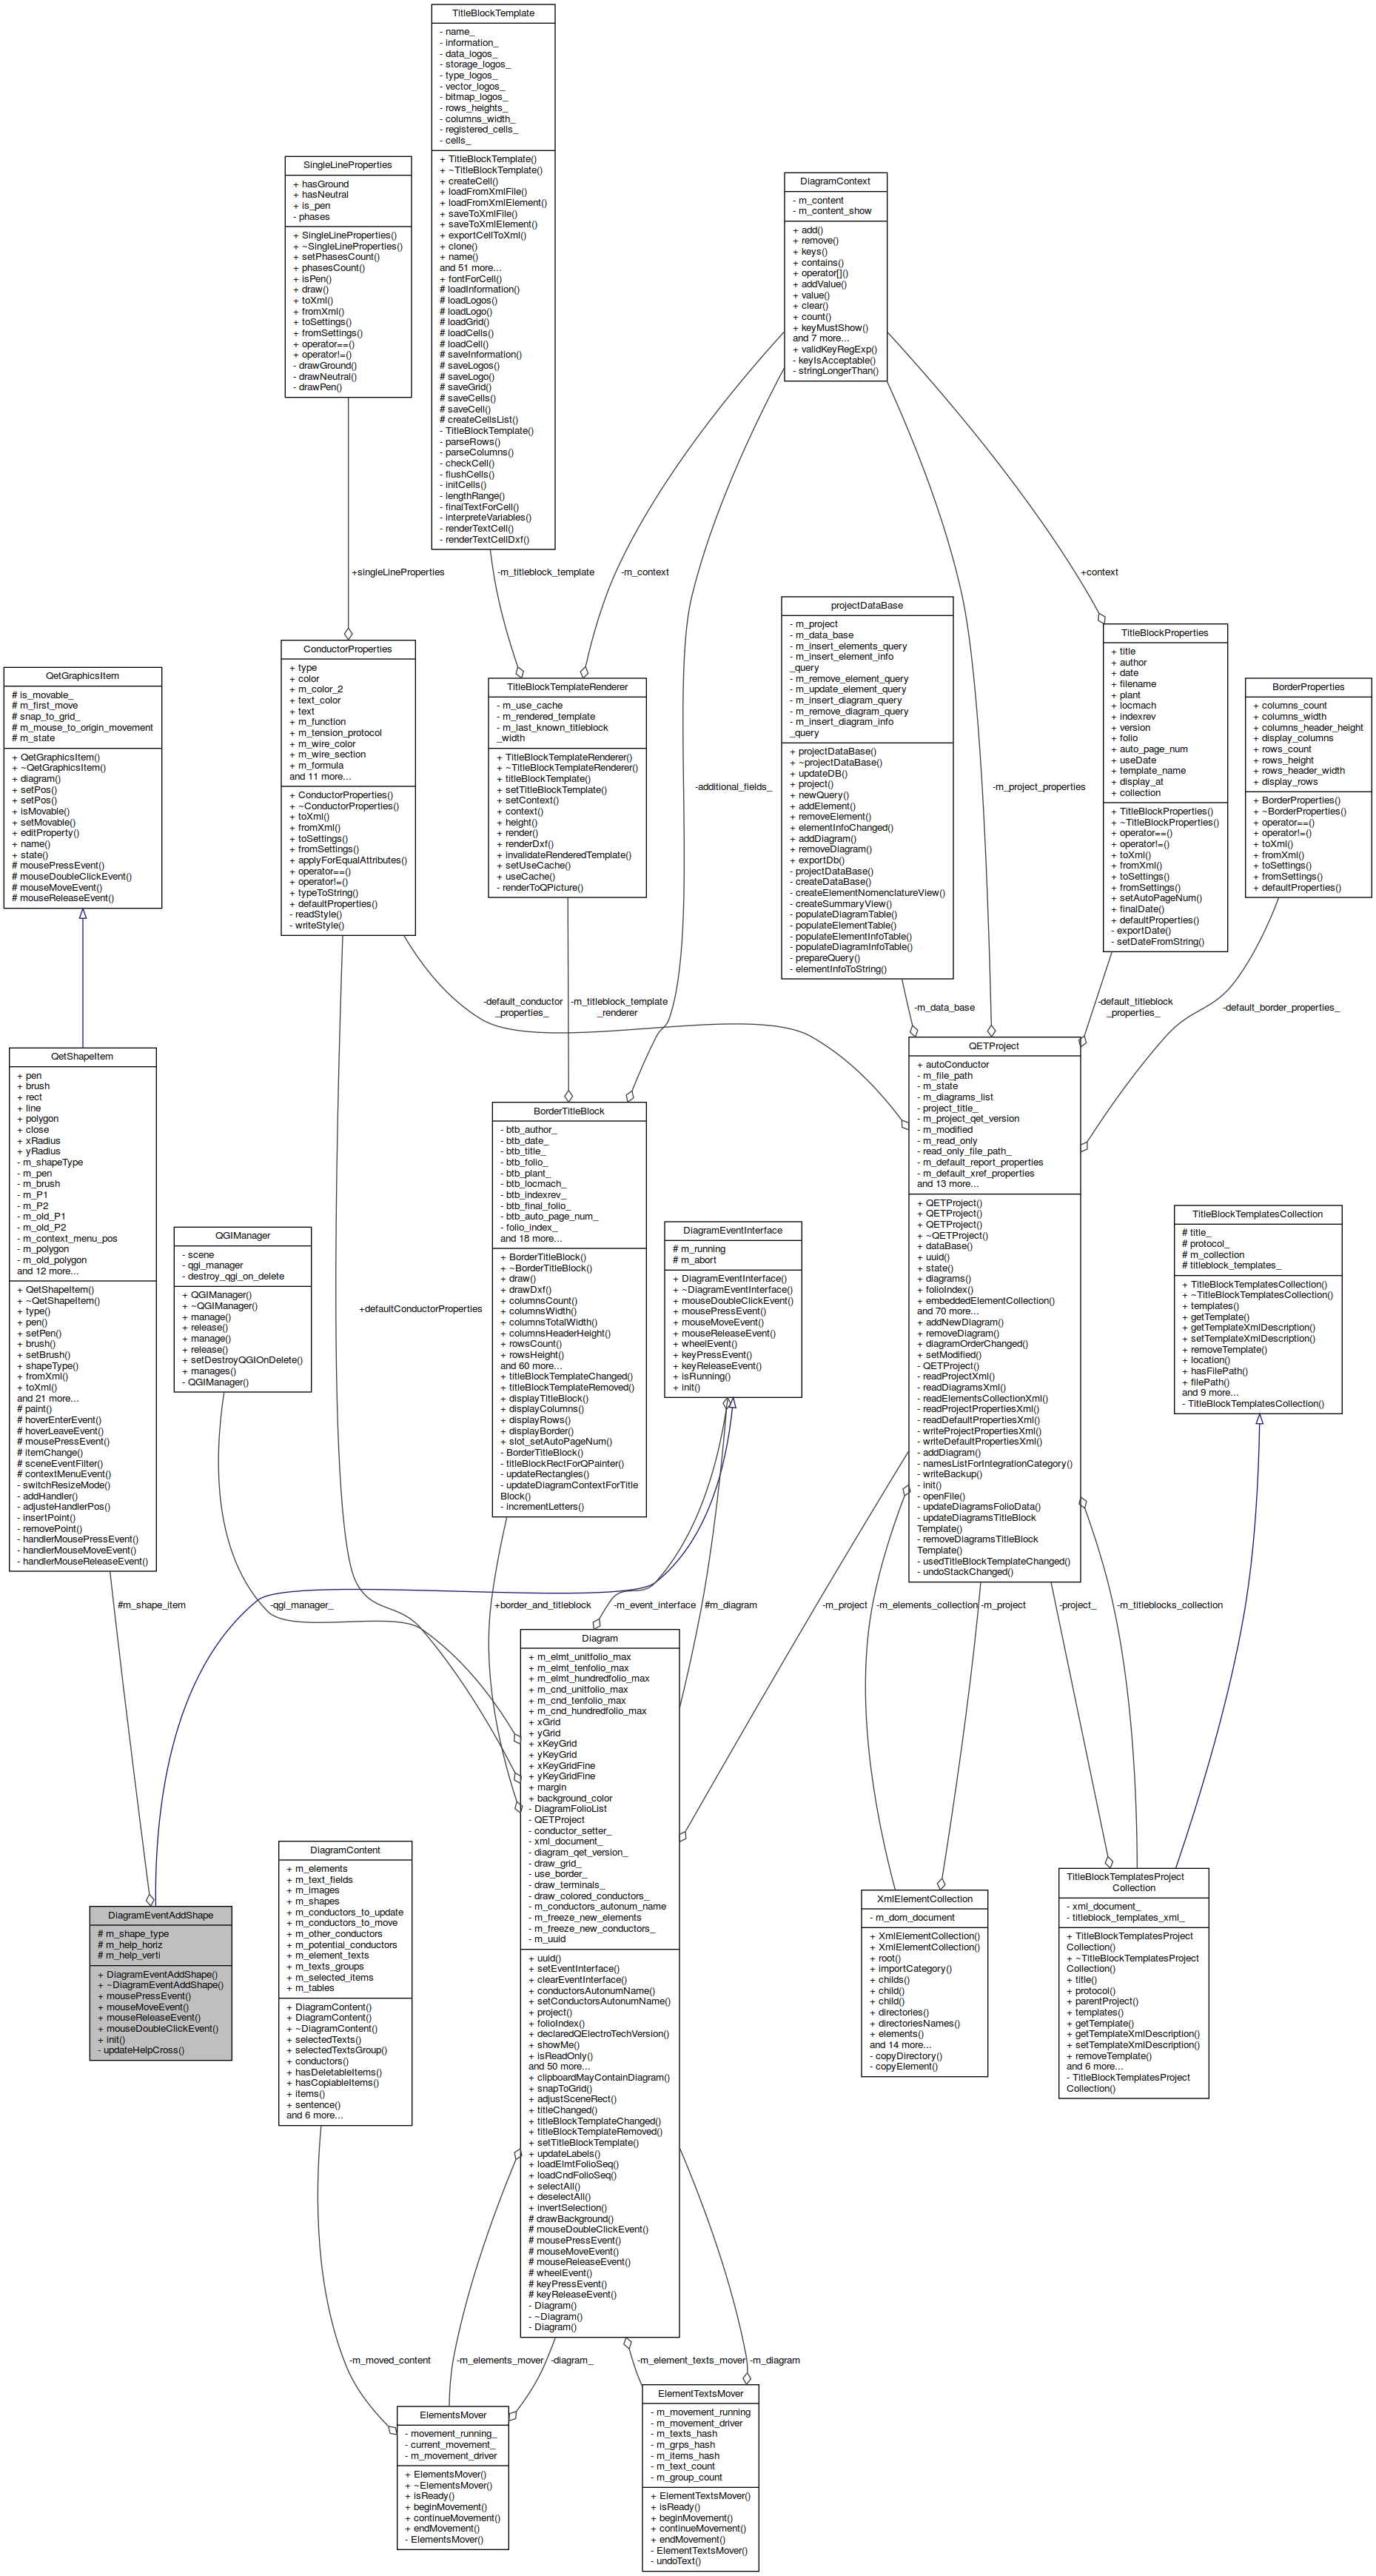 TitleBlockTemplate
- name_
- information_
- data_logos_
- storage_logos_
- type_logos_
- vector_logos_
- bitmap_logos_
- rows_heights_
- columns_width_
- registered_cells_
- cells_
+ TitleBlockTemplate()
+ ~TitleBlockTemplate()
+ createCell()
+ loadFromXmlFile()
+ loadFromXmlElement()
+ saveToXmlFile()
+ saveToXmlElement()
+ exportCellToXml()
+ clone()
+ name()
and 51 more...
+ fontForCell()
# loadInformation()
# loadLogos()
# loadLogo()
# loadGrid()
# loadCells()
# loadCell()
# saveInformation()
# saveLogos()
# saveLogo()
# saveGrid()
# saveCells()
# saveCell()
# createCellsList()
- TitleBlockTemplate()
- parseRows()
- parseColumns()
- checkCell()
- flushCells()
- initCells()
- lengthRange()
- finalTextForCell()
- interpreteVariables()
- renderTextCell()
- renderTextCellDxf()
SingleLineProperties
+ hasGround
+ hasNeutral
+ is_pen
- phases
+ SingleLineProperties()
+ ~SingleLineProperties()
+ setPhasesCount()
+ phasesCount()
+ isPen()
+ draw()
+ toXml()
+ fromXml()
+ toSettings()
+ fromSettings()
+ operator==()
+ operator!=()
- drawGround()
- drawNeutral()
- drawPen()
DiagramContext
- m_content
- m_content_show
+ add()
+ remove()
+ keys()
+ contains()
+ operator[]()
+ addValue()
+ value()
+ clear()
+ count()
+ keyMustShow()
and 7 more...
+ validKeyRegExp()
- keyIsAcceptable()
- stringLongerThan()
+singleLineProperties
-m_titleblock_template
-m_context
+context
projectDataBase
- m_project
- m_data_base
- m_insert_elements_query
- m_insert_element_info
_query
- m_remove_element_query
- m_update_element_query
- m_insert_diagram_query
- m_remove_diagram_query
- m_insert_diagram_info
_query
+ projectDataBase()
+ ~projectDataBase()
+ updateDB()
+ project()
+ newQuery()
+ addElement()
+ removeElement()
+ elementInfoChanged()
+ addDiagram()
+ removeDiagram()
+ exportDb()
- projectDataBase()
- createDataBase()
- createElementNomenclatureView()
- createSummaryView()
- populateDiagramTable()
- populateElementTable()
- populateElementInfoTable()
- populateDiagramInfoTable()
- prepareQuery()
- elementInfoToString()
TitleBlockProperties
+ title
+ author
+ date
+ filename
+ plant
+ locmach
+ indexrev
+ version
+ folio
+ auto_page_num
+ useDate
+ template_name
+ display_at
+ collection
+ TitleBlockProperties()
+ ~TitleBlockProperties()
+ operator==()
+ operator!=()
+ toXml()
+ fromXml()
+ toSettings()
+ fromSettings()
+ setAutoPageNum()
+ finalDate()
+ defaultProperties()
- exportDate()
- setDateFromString()
ConductorProperties
+ type
+ color
+ m_color_2
+ text_color
+ text
+ m_function
+ m_tension_protocol
+ m_wire_color
+ m_wire_section
+ m_formula
and 11 more...
+ ConductorProperties()
+ ~ConductorProperties()
+ toXml()
+ fromXml()
+ toSettings()
+ fromSettings()
+ applyForEqualAttributes()
+ operator==()
+ operator!=()
+ typeToString()
+ defaultProperties()
- readStyle()
- writeStyle()
QetGraphicsItem
# is_movable_
# m_first_move
# snap_to_grid_
# m_mouse_to_origin_movement
# m_state
+ QetGraphicsItem()
+ ~QetGraphicsItem()
+ diagram()
+ setPos()
+ setPos()
+ isMovable()
+ setMovable()
+ editProperty()
+ name()
+ state()
# mousePressEvent()
# mouseDoubleClickEvent()
# mouseMoveEvent()
# mouseReleaseEvent()
TitleBlockTemplateRenderer
- m_use_cache
- m_rendered_template
- m_last_known_titleblock
_width
+ TitleBlockTemplateRenderer()
+ ~TitleBlockTemplateRenderer()
+ titleBlockTemplate()
+ setTitleBlockTemplate()
+ setContext()
+ context()
+ height()
+ render()
+ renderDxf()
+ invalidateRenderedTemplate()
+ setUseCache()
+ useCache()
- renderToQPicture()
BorderProperties
+ columns_count
+ columns_width
+ columns_header_height
+ display_columns
+ rows_count
+ rows_height
+ rows_header_width
+ display_rows
+ BorderProperties()
+ ~BorderProperties()
+ operator==()
+ operator!=()
+ toXml()
+ fromXml()
+ toSettings()
+ fromSettings()
+ defaultProperties()
-additional_fields_
-m_project_properties
-default_conductor
_properties_
-m_titleblock_template
_renderer
-m_data_base
-default_titleblock
_properties_
-default_border_properties_
QETProject
+ autoConductor
- m_file_path
- m_state
- m_diagrams_list
- project_title_
- m_project_qet_version
- m_modified
- m_read_only
- read_only_file_path_
- m_default_report_properties
- m_default_xref_properties
and 13 more...
+ QETProject()
+ QETProject()
+ QETProject()
+ ~QETProject()
+ dataBase()
+ uuid()
+ state()
+ diagrams()
+ folioIndex()
+ embeddedElementCollection()
and 70 more...
+ addNewDiagram()
+ removeDiagram()
+ diagramOrderChanged()
+ setModified()
- QETProject()
- readProjectXml()
- readDiagramsXml()
- readElementsCollectionXml()
- readProjectPropertiesXml()
- readDefaultPropertiesXml()
- writeProjectPropertiesXml()
- writeDefaultPropertiesXml()
- addDiagram()
- namesListForIntegrationCategory()
- writeBackup()
- init()
- openFile()
- updateDiagramsFolioData()
- updateDiagramsTitleBlock
Template()
- removeDiagramsTitleBlock
Template()
- usedTitleBlockTemplateChanged()
- undoStackChanged()
QetShapeItem
+ pen
+ brush
+ rect
+ line
+ polygon
+ close
+ xRadius
+ yRadius
- m_shapeType
- m_pen
- m_brush
- m_P1
- m_P2
- m_old_P1
- m_old_P2
- m_context_menu_pos
- m_polygon
- m_old_polygon
and 12 more...
+ QetShapeItem()
+ ~QetShapeItem()
+ type()
+ pen()
+ setPen()
+ brush()
+ setBrush()
+ shapeType()
+ fromXml()
+ toXml()
and 21 more...
# paint()
# hoverEnterEvent()
# hoverLeaveEvent()
# mousePressEvent()
# itemChange()
# sceneEventFilter()
# contextMenuEvent()
- switchResizeMode()
- addHandler()
- adjusteHandlerPos()
- insertPoint()
- removePoint()
- handlerMousePressEvent()
- handlerMouseMoveEvent()
- handlerMouseReleaseEvent()
BorderTitleBlock
- btb_author_
- btb_date_
- btb_title_
- btb_folio_
- btb_plant_
- btb_locmach_
- btb_indexrev_
- btb_final_folio_
- btb_auto_page_num_
- folio_index_
and 18 more...
+ BorderTitleBlock()
+ ~BorderTitleBlock()
+ draw()
+ drawDxf()
+ columnsCount()
+ columnsWidth()
+ columnsTotalWidth()
+ columnsHeaderHeight()
+ rowsCount()
+ rowsHeight()
and 60 more...
+ titleBlockTemplateChanged()
+ titleBlockTemplateRemoved()
+ displayTitleBlock()
+ displayColumns()
+ displayRows()
+ displayBorder()
+ slot_setAutoPageNum()
- BorderTitleBlock()
- titleBlockRectForQPainter()
- updateRectangles()
- updateDiagramContextForTitle
Block()
- incrementLetters()
QGIManager
- scene
- qgi_manager
- destroy_qgi_on_delete
+ QGIManager()
+ ~QGIManager()
+ manage()
+ release()
+ manage()
+ release()
+ setDestroyQGIOnDelete()
+ manages()
- QGIManager()
+defaultConductorProperties
DiagramEventInterface
# m_running
# m_abort
+ DiagramEventInterface()
+ ~DiagramEventInterface()
+ mouseDoubleClickEvent()
+ mousePressEvent()
+ mouseMoveEvent()
+ mouseReleaseEvent()
+ wheelEvent()
+ keyPressEvent()
+ keyReleaseEvent()
+ isRunning()
+ init()
TitleBlockTemplatesCollection
# title_
# protocol_
# m_collection
# titleblock_templates_
+ TitleBlockTemplatesCollection()
+ ~TitleBlockTemplatesCollection()
+ templates()
+ getTemplate()
+ getTemplateXmlDescription()
+ setTemplateXmlDescription()
+ removeTemplate()
+ location()
+ hasFilePath()
+ filePath()
and 9 more...
- TitleBlockTemplatesCollection()
#m_shape_item
-qgi_manager_
+border_and_titleblock
-m_event_interface
#m_diagram
-m_project
-m_elements_collection
-m_project
-project_
-m_titleblocks_collection
Diagram
+ m_elmt_unitfolio_max
+ m_elmt_tenfolio_max
+ m_elmt_hundredfolio_max
+ m_cnd_unitfolio_max
+ m_cnd_tenfolio_max
+ m_cnd_hundredfolio_max
+ xGrid
+ yGrid
+ xKeyGrid
+ yKeyGrid
+ xKeyGridFine
+ yKeyGridFine
+ margin
+ background_color
- DiagramFolioList
- QETProject
- conductor_setter_
- xml_document_
- diagram_qet_version_
- draw_grid_
- use_border_
- draw_terminals_
- draw_colored_conductors_
- m_conductors_autonum_name
- m_freeze_new_elements
- m_freeze_new_conductors_
- m_uuid
+ uuid()
+ setEventInterface()
+ clearEventInterface()
+ conductorsAutonumName()
+ setConductorsAutonumName()
+ project()
+ folioIndex()
+ declaredQElectroTechVersion()
+ showMe()
+ isReadOnly()
and 50 more...
+ clipboardMayContainDiagram()
+ snapToGrid()
+ adjustSceneRect()
+ titleChanged()
+ titleBlockTemplateChanged()
+ titleBlockTemplateRemoved()
+ setTitleBlockTemplate()
+ updateLabels()
+ loadElmtFolioSeq()
+ loadCndFolioSeq()
+ selectAll()
+ deselectAll()
+ invertSelection()
# drawBackground()
# mouseDoubleClickEvent()
# mousePressEvent()
# mouseMoveEvent()
# mouseReleaseEvent()
# wheelEvent()
# keyPressEvent()
# keyReleaseEvent()
- Diagram()
- ~Diagram()
- Diagram()
DiagramContent
+ m_elements
+ m_text_fields
+ m_images
+ m_shapes
+ m_conductors_to_update
+ m_conductors_to_move
+ m_other_conductors
+ m_potential_conductors
+ m_element_texts
+ m_texts_groups
+ m_selected_items
+ m_tables
+ DiagramContent()
+ DiagramContent()
+ ~DiagramContent()
+ selectedTexts()
+ selectedTextsGroup()
+ conductors()
+ hasDeletableItems()
+ hasCopiableItems()
+ items()
+ sentence()
and 6 more...
DiagramEventAddShape
# m_shape_type
# m_help_horiz
# m_help_verti
+ DiagramEventAddShape()
+ ~DiagramEventAddShape()
+ mousePressEvent()
+ mouseMoveEvent()
+ mouseReleaseEvent()
+ mouseDoubleClickEvent()
+ init()
- updateHelpCross()
XmlElementCollection
- m_dom_document
+ XmlElementCollection()
+ XmlElementCollection()
+ root()
+ importCategory()
+ childs()
+ child()
+ child()
+ directories()
+ directoriesNames()
+ elements()
and 14 more...
- copyDirectory()
- copyElement()
TitleBlockTemplatesProject
Collection
- xml_document_
- titleblock_templates_xml_
+ TitleBlockTemplatesProject
Collection()
+ ~TitleBlockTemplatesProject
Collection()
+ title()
+ protocol()
+ parentProject()
+ templates()
+ getTemplate()
+ getTemplateXmlDescription()
+ setTemplateXmlDescription()
+ removeTemplate()
and 6 more...
- TitleBlockTemplatesProject
Collection()
-m_moved_content
-m_elements_mover
-diagram_
-m_element_texts_mover
-m_diagram
ElementsMover
- movement_running_
- current_movement_
- m_movement_driver
+ ElementsMover()
+ ~ElementsMover()
+ isReady()
+ beginMovement()
+ continueMovement()
+ endMovement()
- ElementsMover()
ElementTextsMover
- m_movement_running
- m_movement_driver
- m_texts_hash
- m_grps_hash
- m_items_hash
- m_text_count
- m_group_count
+ ElementTextsMover()
+ isReady()
+ beginMovement()
+ continueMovement()
+ endMovement()
- ElementTextsMover()
- undoText()